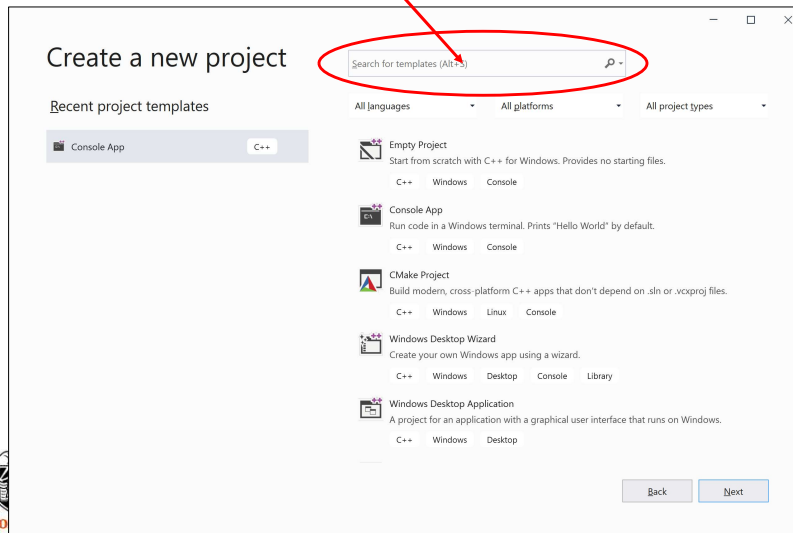 Create a new project
Search for templates (Alt+S)
Recent project templates
All languages
All platforms
All project types
Console App
C++
Empty Project
Start from scratch with C++ for Windows. Provides no starting files.
C++ Windows Console
Console App
Run code in a Windows terminal. Prints "Hello World" by default.
C++ Windows Console
CMake Project
Build modern, cross-platform C++ apps that don't depend on .sln or .vcxproj files.
C++ Windows Linux Console
Windows Desktop Wizard
Create your own Windows app using a wizard.
C++ Windows Desktop Console Library
Windows Desktop Application
A project for an application with a graphical user interface that runs on Windows.
C++ Windows Desktop
Back
Next